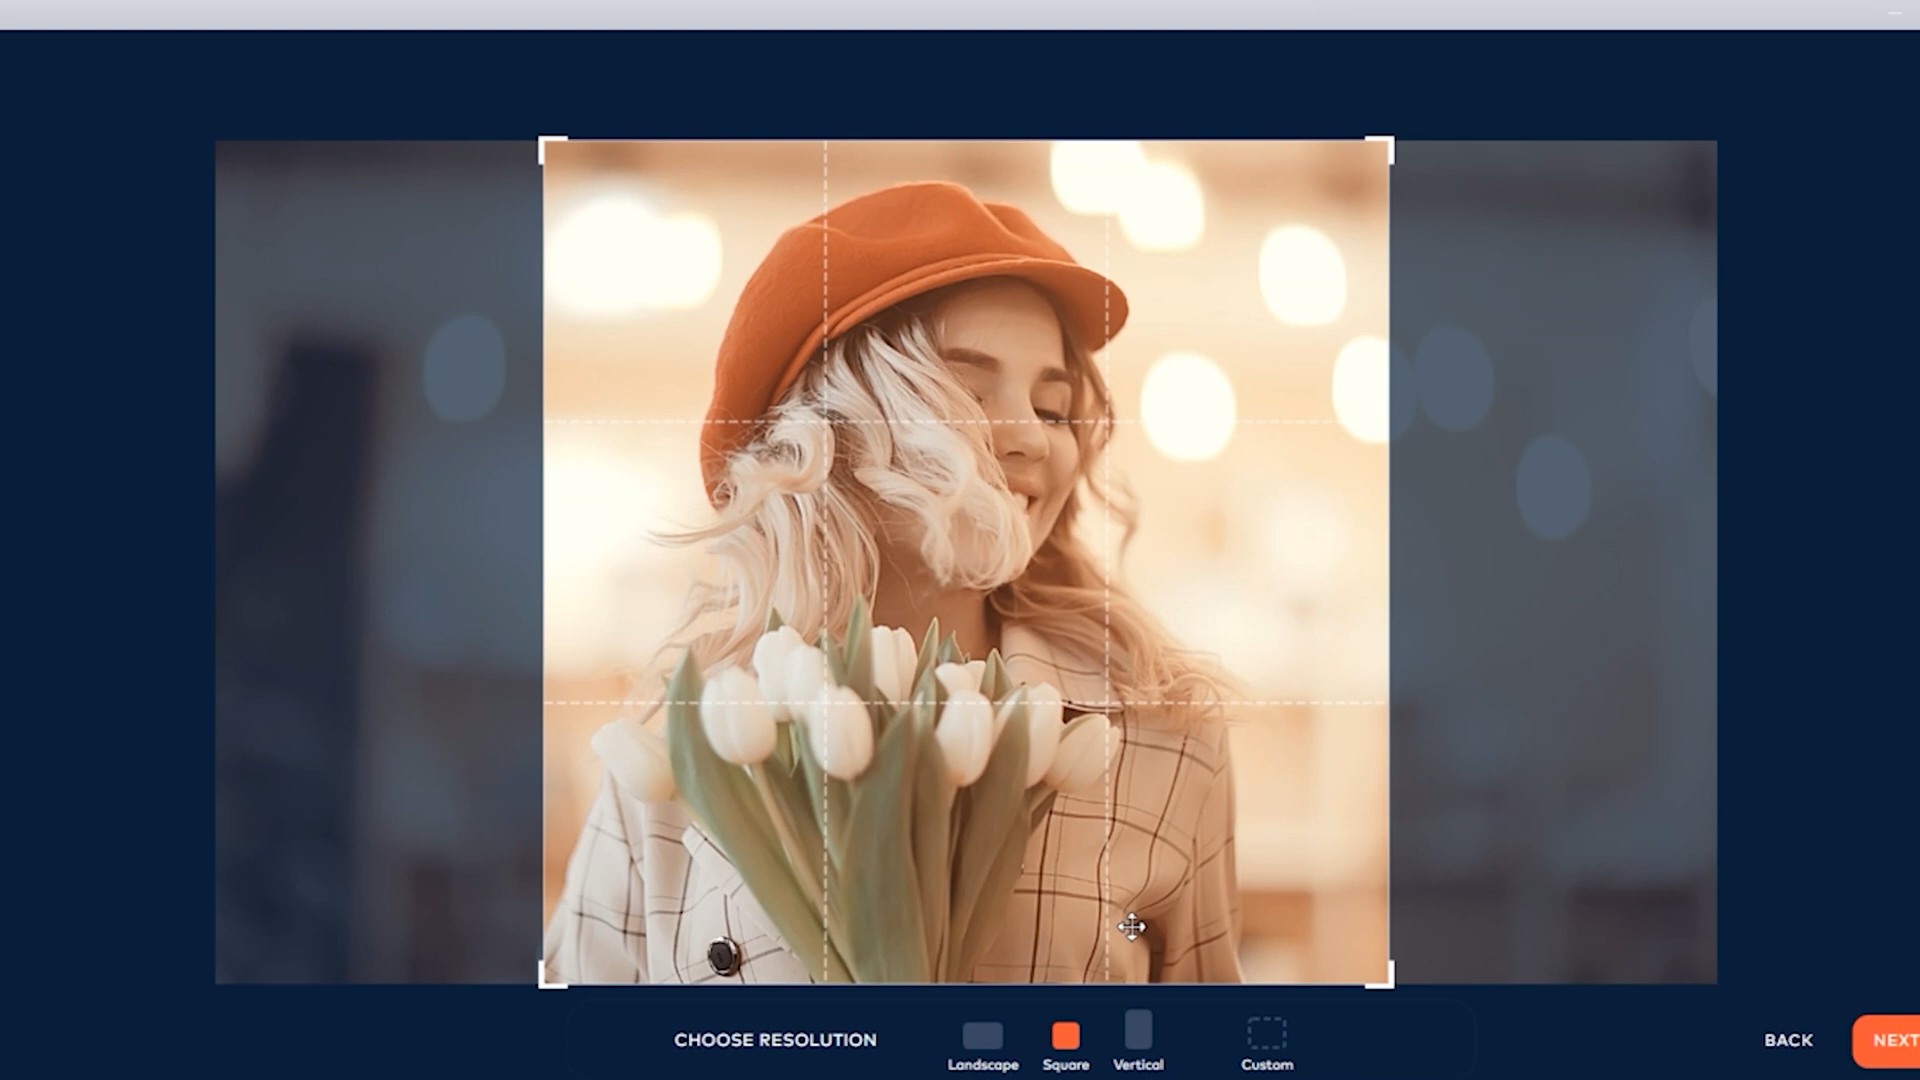 CHOOSE RESOLUTION
Landscape
Square
Vertical
Custom
BACK
NEXT